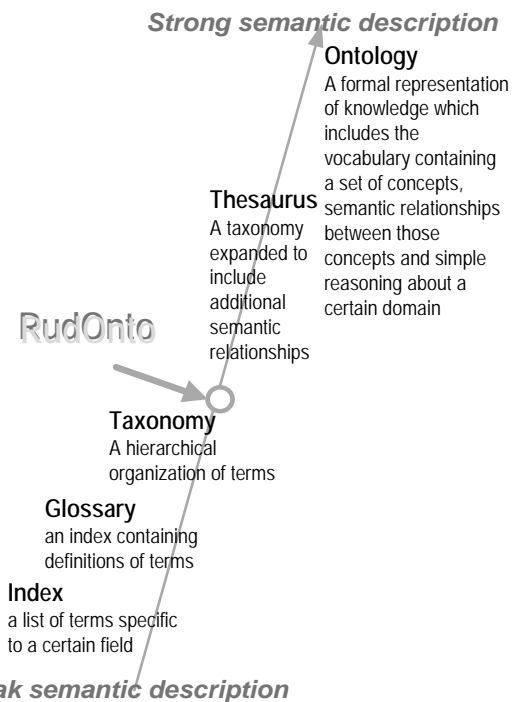 Strong semantic description
Ontology
A formal representation
of knowledge which
includes the
vocabulary containing
a set of concepts,
semantic relationships
between those
concepts and simple
reasoning about a
certain domain
Thesaurus
A taxonomy
expanded to
include
additional
semantic
relationships
RudOnto
Taxonomy
A hierarchical
organization of terms
Glossary
an index containing
definitions of terms
Index
a list of terms specific
to a certain field
ak semantic description